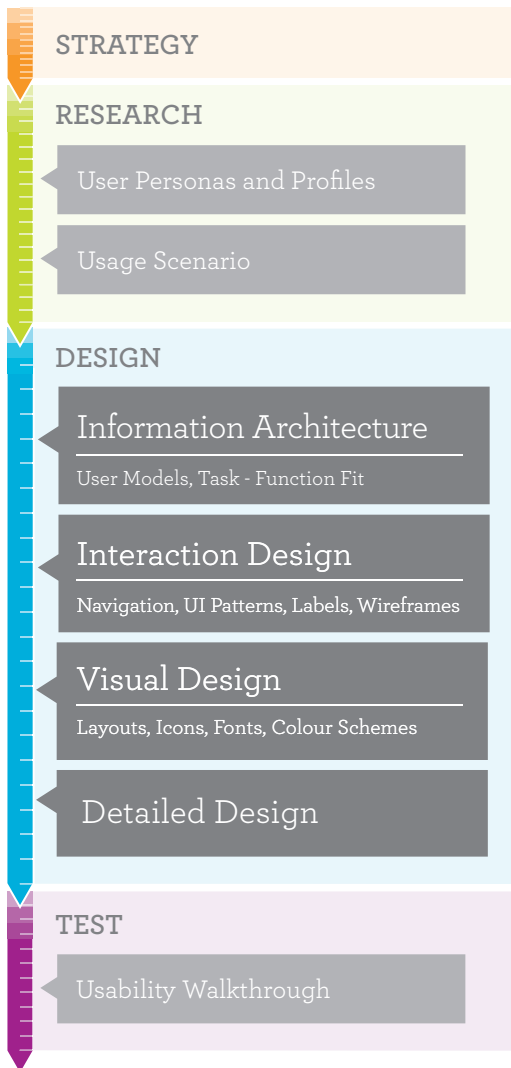 STRATEGY
RESEARCH
User Personas and Profiles
Usage Scenario
DESIGN
Information Architecture
User Models, Task - Function Fit
Interaction Design
Navigation, UI Patterns, Labels, Wireframes
Visual Design
Layouts, Icons, Fonts, Colour Schemes
Detailed Design
TEST
Usability Walkthrough